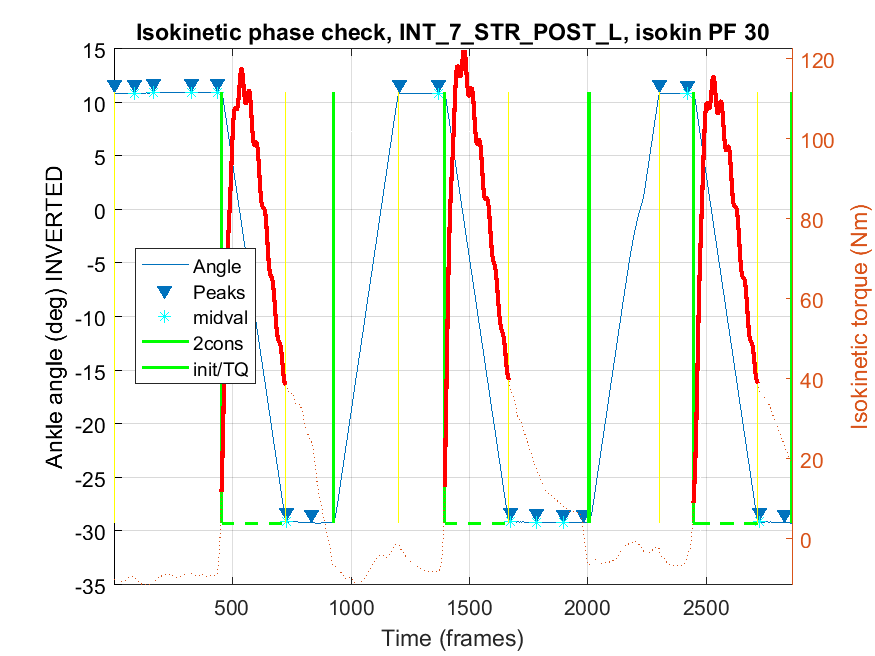 Isokinetic phase check, INT_7_STR_POST_L, isokin PF 30
15
10
5
0
-5
-10
-15
-20
-25
-30
-35
Ankle angle (deg) INVERTED
Angle
Peaks
midval
2cons
init/TQ
120
100
80
60
40
20
0
Isokinetic torque (Nm)
500
1000
1500
2000
2500
Time (frames)